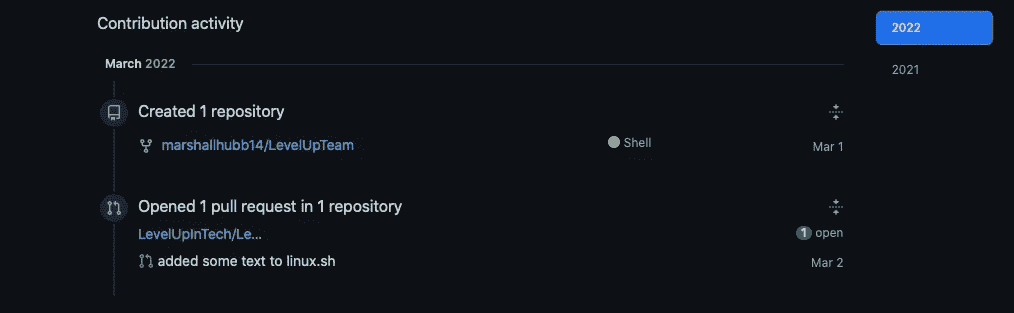 Contribution activity
2022
March 2022
2021
Created 1 repository
marshallhubb14/LevelUpTeam Shell Mar 1
Opened 1 pull request in 1 repository
LevelUpInTech/Le... 1 open
added some text to linux.sh Mar 2